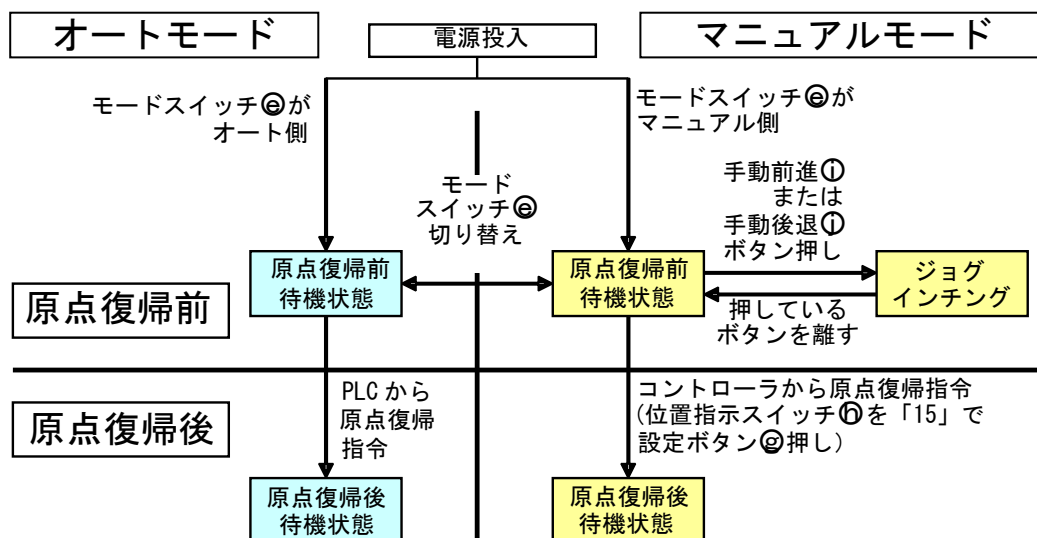 オートモード
電源投入
マニュアルモード
モードスイッチⓔが
オート側
モードスイッチⓔが
マニュアル側
モード
スイッチⓔ
切り替え
手動前進ⓘ
または
手動後退ⓙ
ボタン押し
原点復帰前
原点復帰前
待機状態
原点復帰前
待機状態
ジョグ
インチング
押している
ボタンを離す
原点復帰後
PLCから
原点復帰
指令
コントローラから原点復帰指令
(位置指示スイッチⓗを「15」で
設定ボタンⓖ押し)
原点復帰後
待機状態
原点復帰後
待機状態